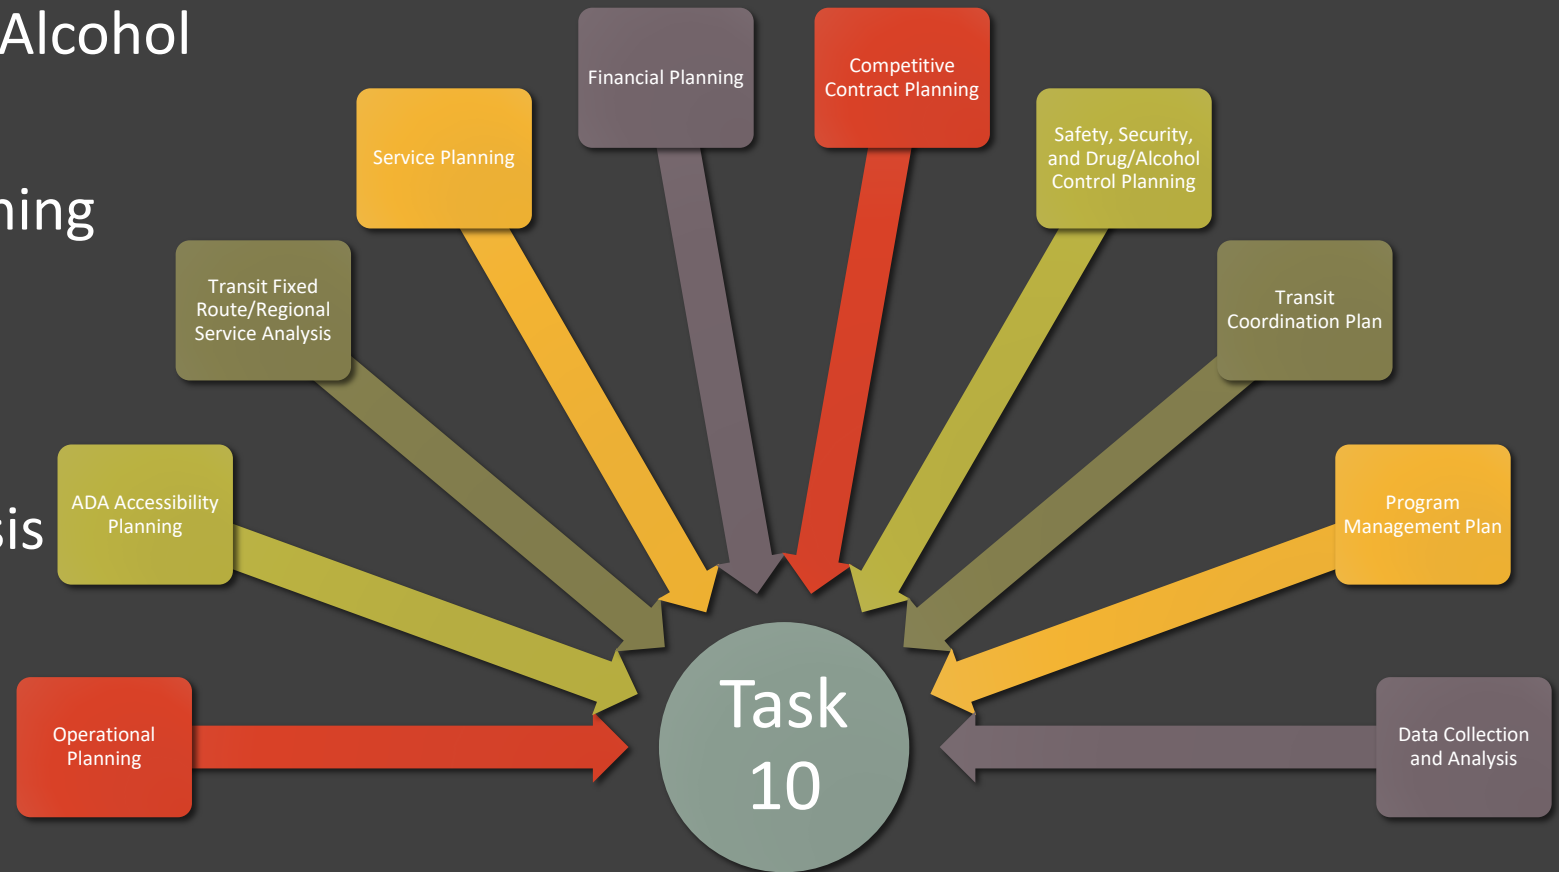 Alcohol
ning
sis
Financial Planning
Competitive
Contract Planning
Service Planning
Safety, Security,
and Drug/Alcohol
Control Planning
Transit Fixed
Route/Regional
Service Analysis
Transit
Coordination Plan
ADA Accessibility
Planning
Program
Management Plan
Operational
Planning
Task
10
Data Collection
and Analysis